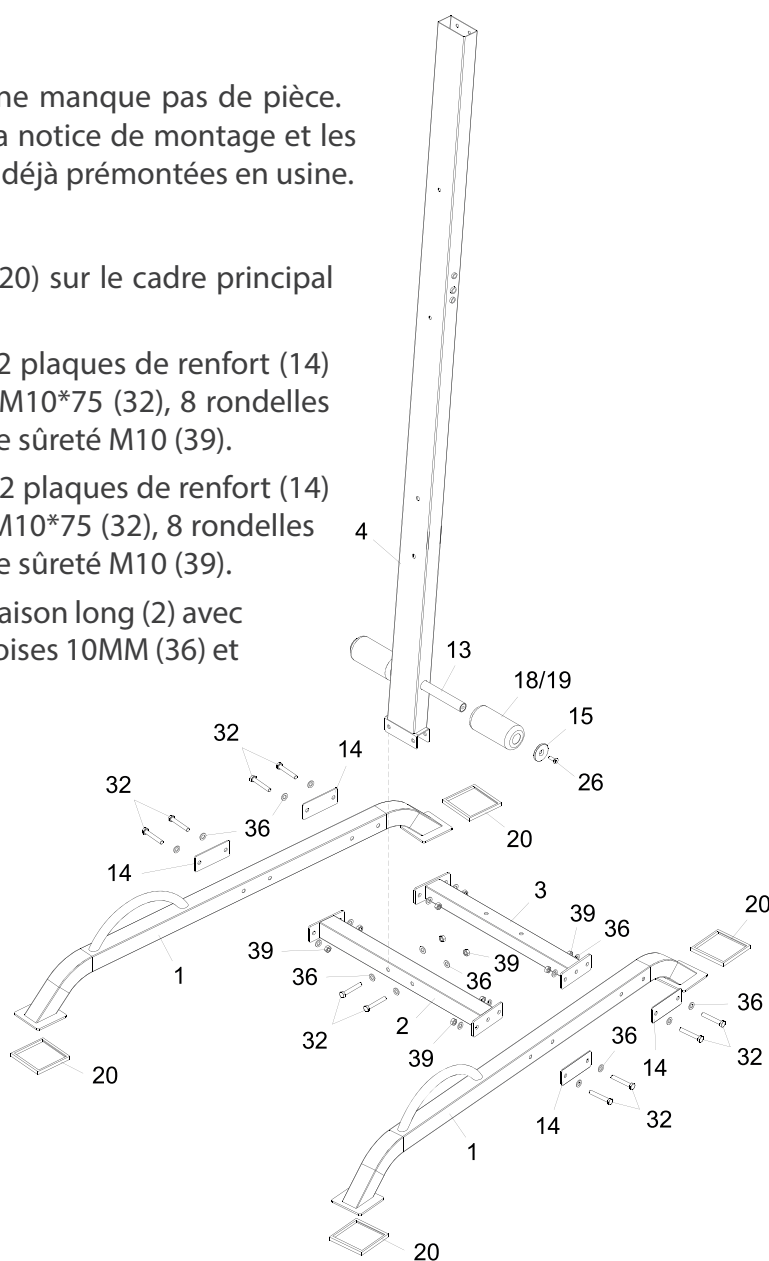 ne manque pas de pièce.
a notice de montage et les
déjà prémontées en usine.
20) sur le cadre principal
2 plaques de renfort (14)
M10*75 (32), 8 rondelles
e sûreté M10 (39).
2 plaques de renfort (14)
M10*75 (32), 8 rondelles
e sûreté M10 (39).
aison long (2) avec
oises 10MM (36) et
4
13
18/19
15
26
32
14
32
36
20
14
3
20
39
36
39
1
36
36
39
36
2
32
39
36
14
32
20
14
32
1
20